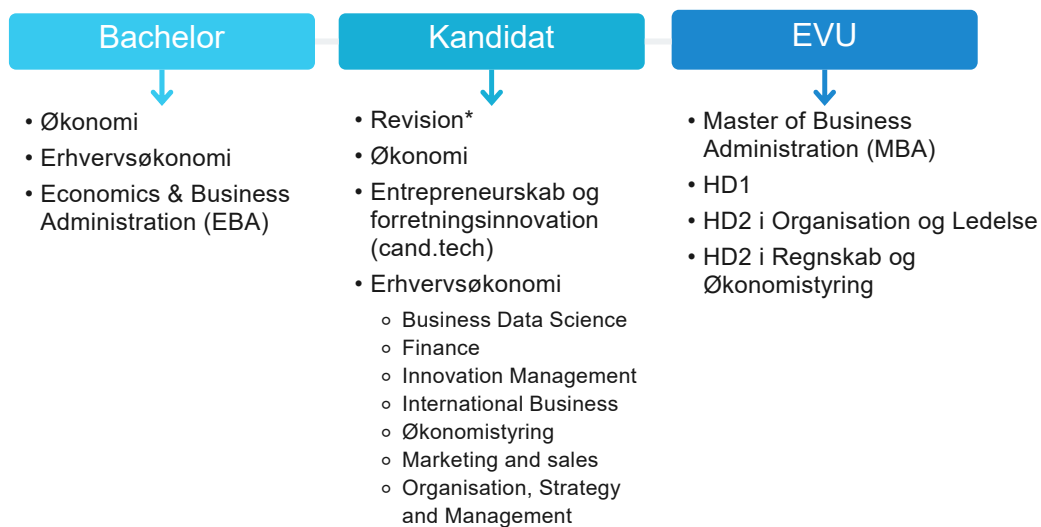 Bachelor
• Økonomi
• Erhvervsøkonomi
• Economics & Business
Administration (EBA)
Kandidat
• Revision*
• Økonomi
• Entrepreneurskab og
forretningsinnovation
(cand.tech)
• Erhvervsøkonomi
o Business Data Science
o Finance
o Innovation Management
o International Business
o Økonomistyring
o Marketing and sales
o Organisation, Strategy
and Management
EVU
• Master of Business
Administration (MBA)
• HD1
• HD2 i Organisation og Ledelse
• HD2 i Regnskab og
Økonomistyring